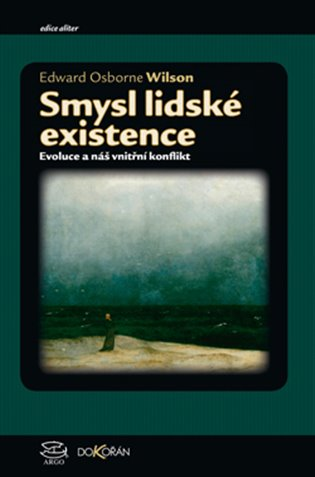 edice aliter
Edward Osborne Wilson
Smysl lidské
existence
Evoluce a náš vnitřní konflikt
ARGO
DOKOŘÁN